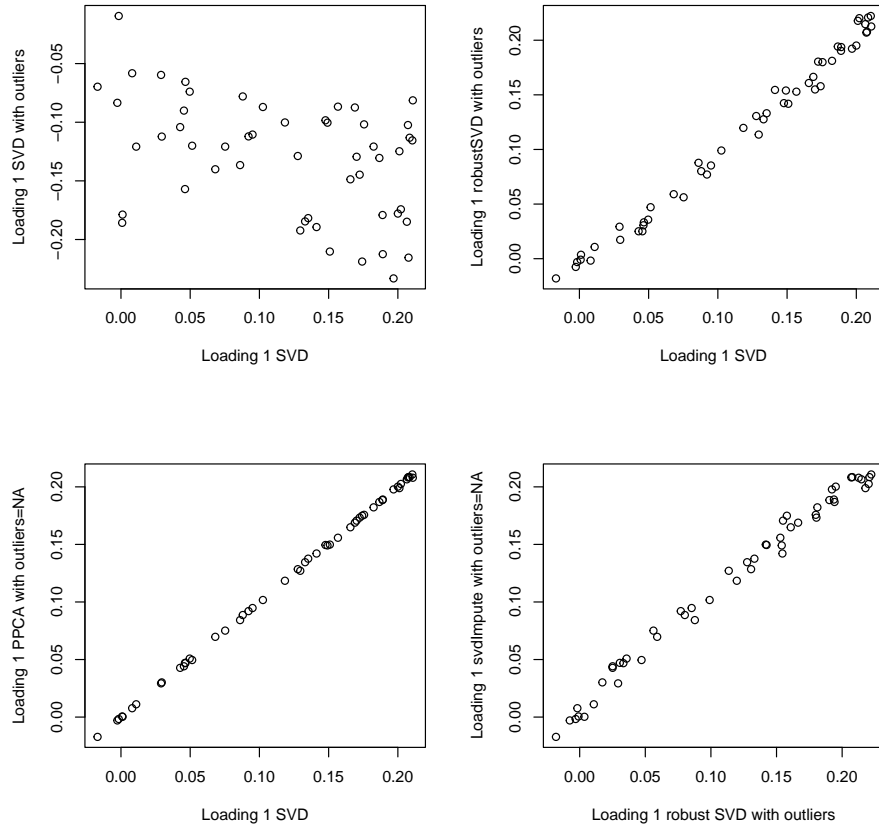 Loading 1 SVD with outliers
−0.05
−0.10
−0.15
−0.20
0.00 0.05 0.10 0.15 0.20
Loading 1 SVD
Loading 1 robustSVD with outliers
0.20
0.15
0.10
0.05
0.00
0.00 0.05 0.10 0.15 0.20
Loading 1 SVD
Loading 1 PPCA with outliers=NA
0.20
0.15
0.10
0.05
0.00
0.00 0.05 0.10 0.15 0.20
Loading 1 SVD
Loading 1 svdImpute with outliers=NA
0.20
0.15
0.10
0.05
0.00
0.00 0.05 0.10 0.15 0.20
Loading 1 robust SVD with outliers